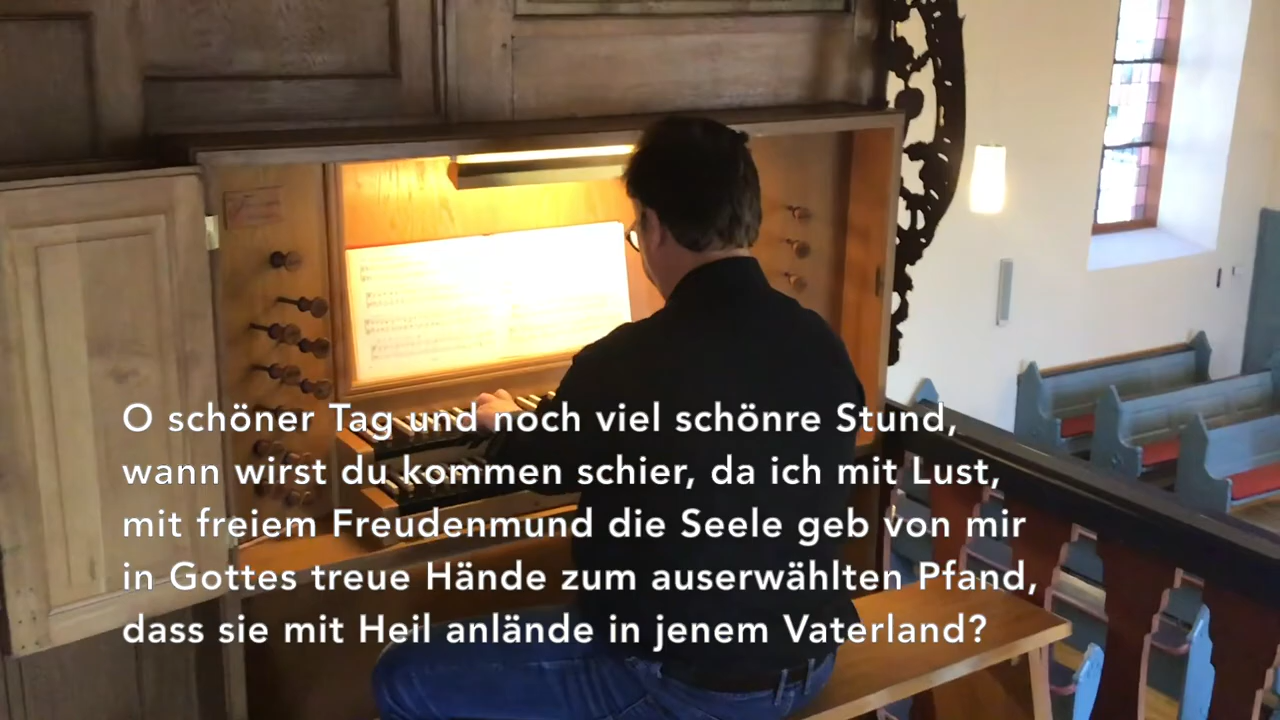 O schöner Tag und noch viel schönre Stund,
wann wirst du kommen schier, da ich mit Lust,
mit freiem Freudenmund die Seele geb von mir
in Gottes treue Hände zum auserwählten Pfand,
dass sie mit Heil anlände in jenem Vaterland?